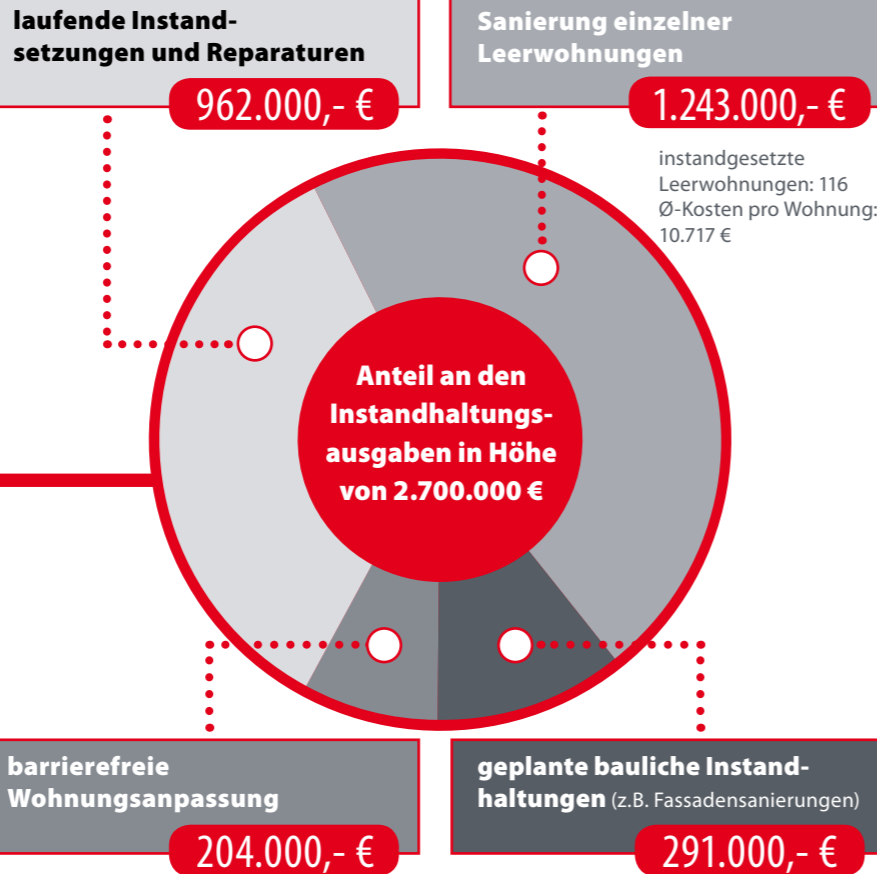 laufende Instand-
setzungen und Reparaturen
962.000,- €
Sanierung einzelner
Leerwohnungen
1.243.000,- €
instandgesetzte
Leerwohnungen: 116
Ø-Kosten pro Wohnung:
10.717 €
Anteil an den
Instandhaltungs-
ausgaben in Höhe
von 2.700.000 €
barrierefreie
Wohnungsanpassung
204.000,- €
geplante bauliche Instand-
haltungen (z.B. Fassadensanierungen)
291.000,- €